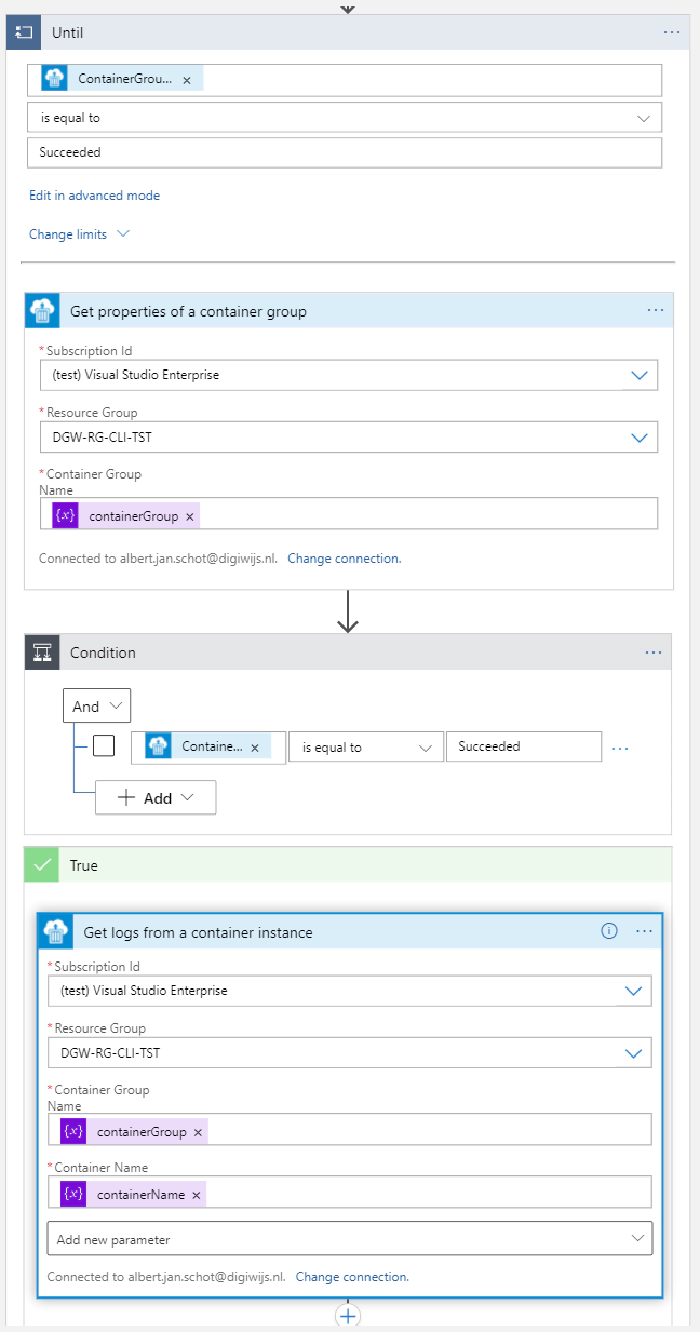 Until
ContainerGrou... ×
is equal to
Succeeded
Edit in advanced mode
Change limits
Get properties of a container group
* Subscription Id
(test) Visual Studio Enterprise
* Resource Group
DGW-RG-CLI-TST
* Container Group
Name
{x} containerGroup ×
Connected to albert.jan.schot@digiwijs.nl. Change connection.
Condition
And
Containe... × is equal to Succeeded
+ Add
True
Get logs from a container instance
* Subscription Id
(test) Visual Studio Enterprise
* Resource Group
DGW-RG-CLI-TST
* Container Group
Name
{x} containerGroup ×
* Container Name
{x} containerName ×
Add new parameter
Connected to albert.jan.schot@digiwijs.nl. Change connection.